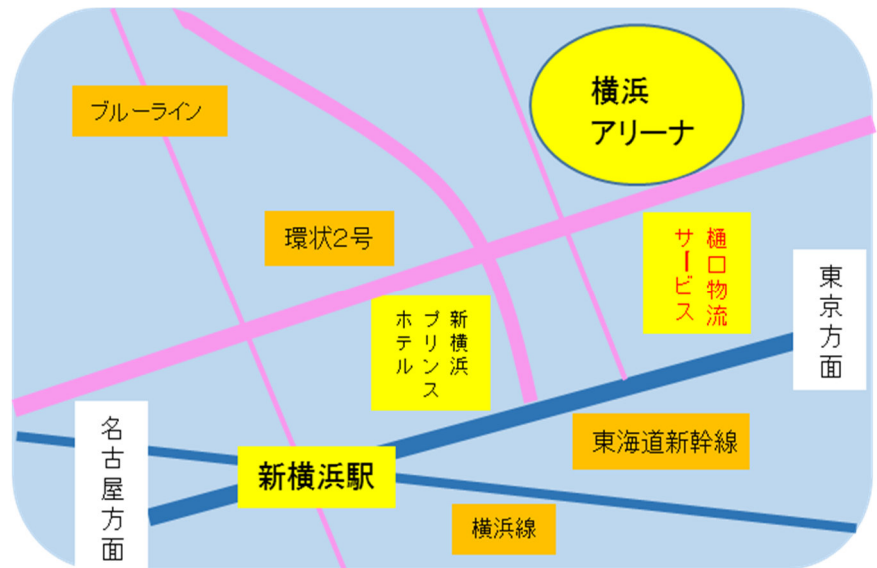 横浜
アリーナ
ブルーライン
環状2号
樋口物流
サービス
東京方面
新横浜
プリンス
ホテル
名古屋方面
新横浜駅
東海道新幹線
横浜線